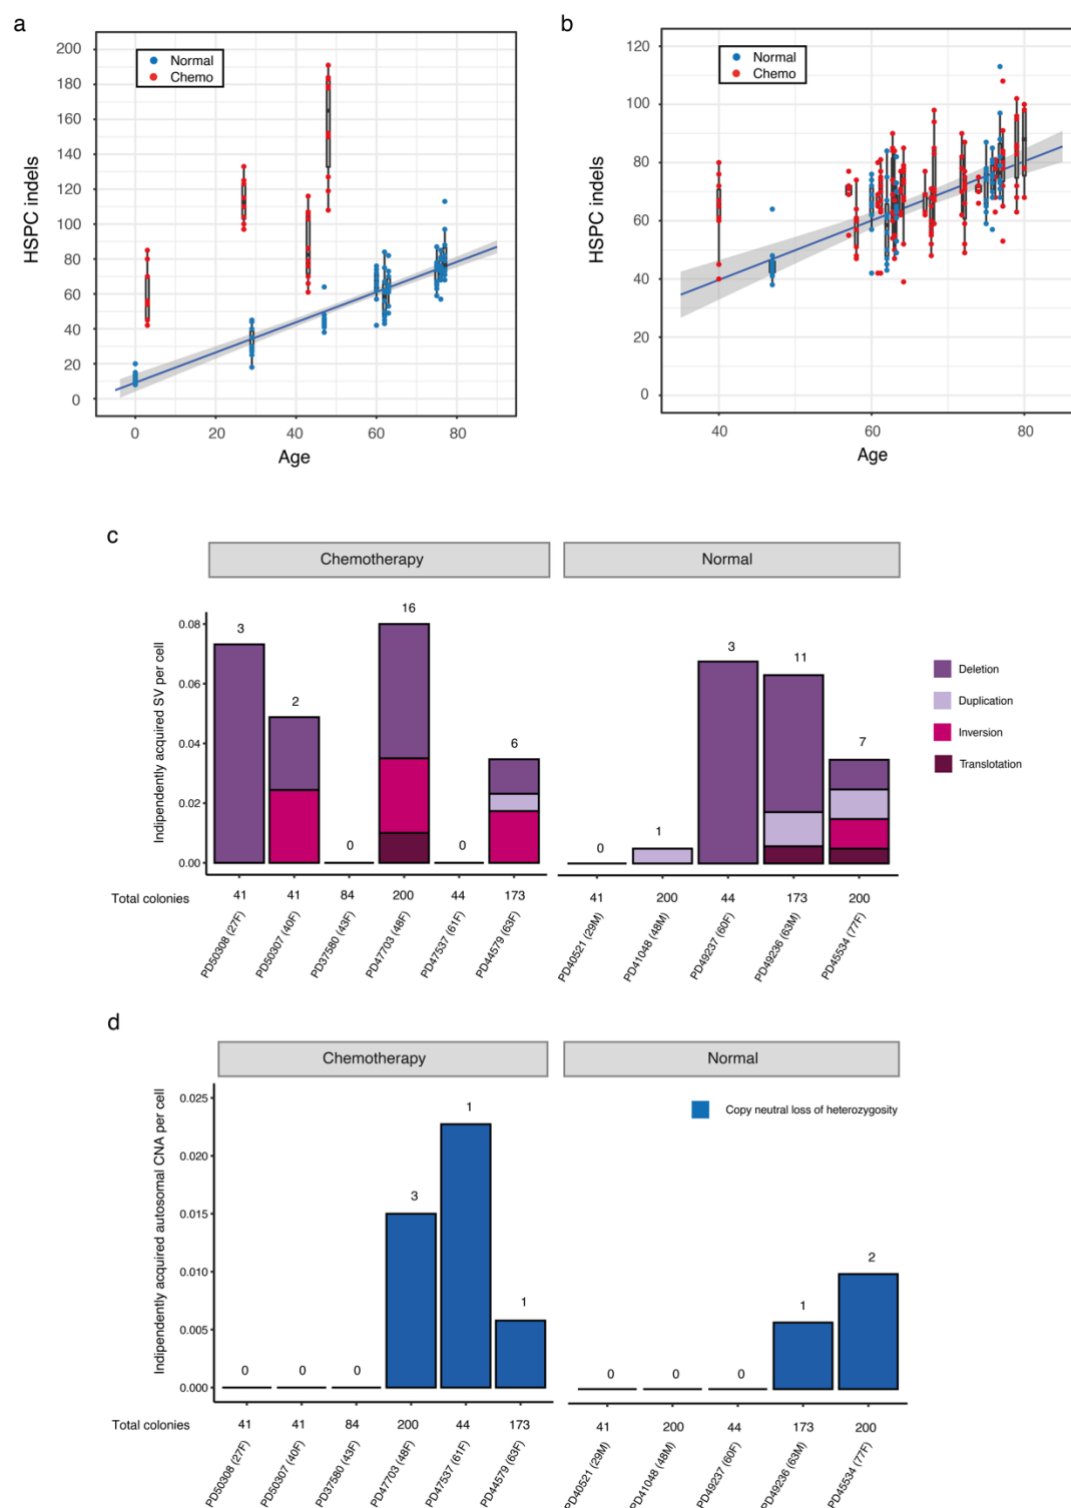 a
200
180
160
140
120
100
80
60
40
20
0
HSPC indels
Normal
Chemo
0 20 40 60 80
Age
b
120
100
80
60
40
20
0
HSPC indels
Normal
Chemo
40 60 80
Age
c
Chemotherapy Normal
Indipendently acquired SV per cell
0.08
0.06
0.04
0.02
0.00
3 2 0 16 0 6 0 1 3 11 7
Deletion
Duplication
Inversion
Translotation
Total colonies 41 41 84 200 44 173 41 200 44 173 200
PD50308 (27F) PD50307 (40F) PD37580 (43F) PD47703 (48F) PD47537 (61F) PD44579 (63F) PD40521 (29M) PD41048 (48M) PD49237 (60F) PD49236 (63M) PD45534 (77F)
d
Chemotherapy Normal
Indipendently acquired autosomal CNA per cell
0.025
0.020
0.015
0.010
0.005
0.000
0 0 0 3 1 1 0 0 0 1 2
Copy neutral loss of heterozygosity
Total colonies 41 41 84 200 44 173 41 200 44 173 200
PD50308 (27F) PD50307 (40F) PD37580 (43F) PD47703 (48F) PD47537 (61F) PD44579 (63F) PD40521 (29M) PD41048 (48M) PD49237 (60F) PD49236 (63M) PD45534 (77F)